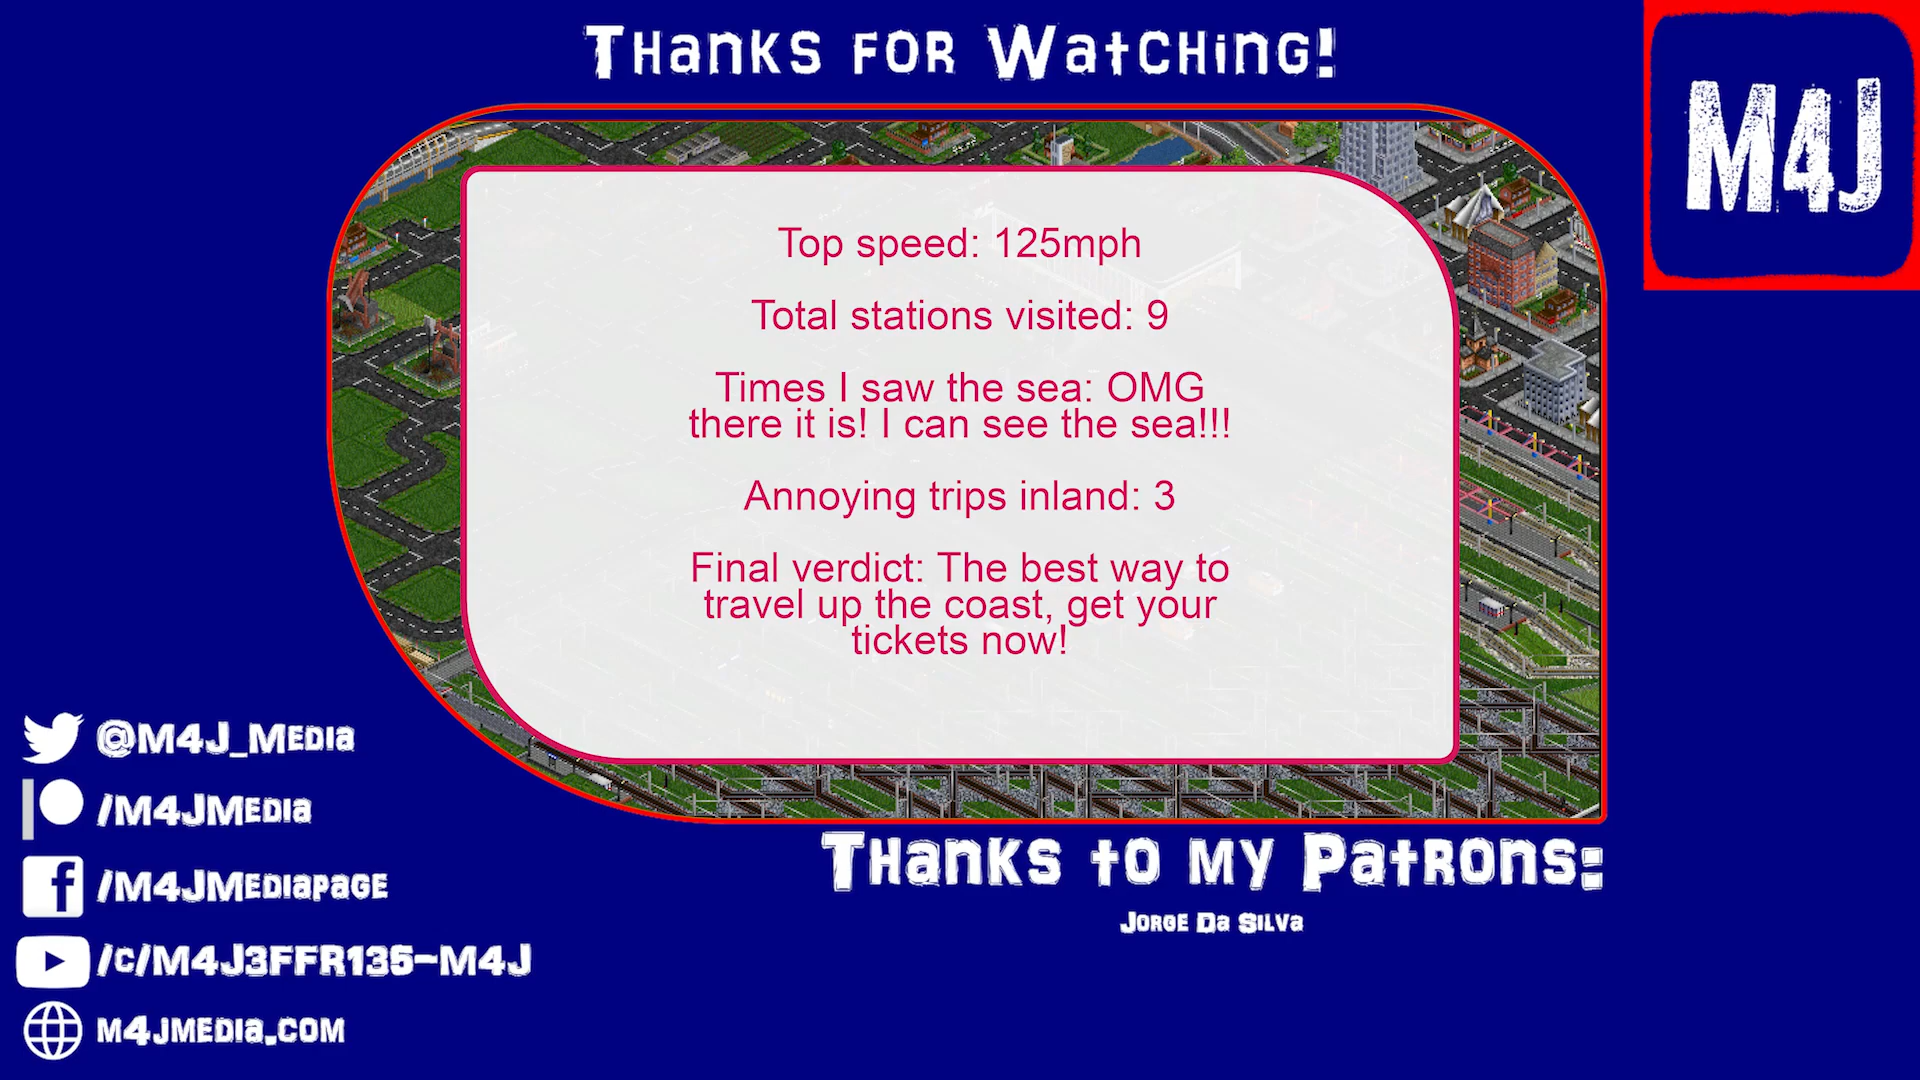 Thanks for Watching!
M4J
Top speed: 125mph
Total stations visited: 9
Times I saw the sea: OMG
there it is! I can see the sea!!!
Annoying trips inland: 3
Final verdict: The best way to
travel up the coast, get your
tickets now!
@M4J_Media
/M4JMedia
/M4JMediapage
/c/M4J3FFR135-M4J
m4jmedia.com
Thanks to my Patrons:
Jorge Da Silva